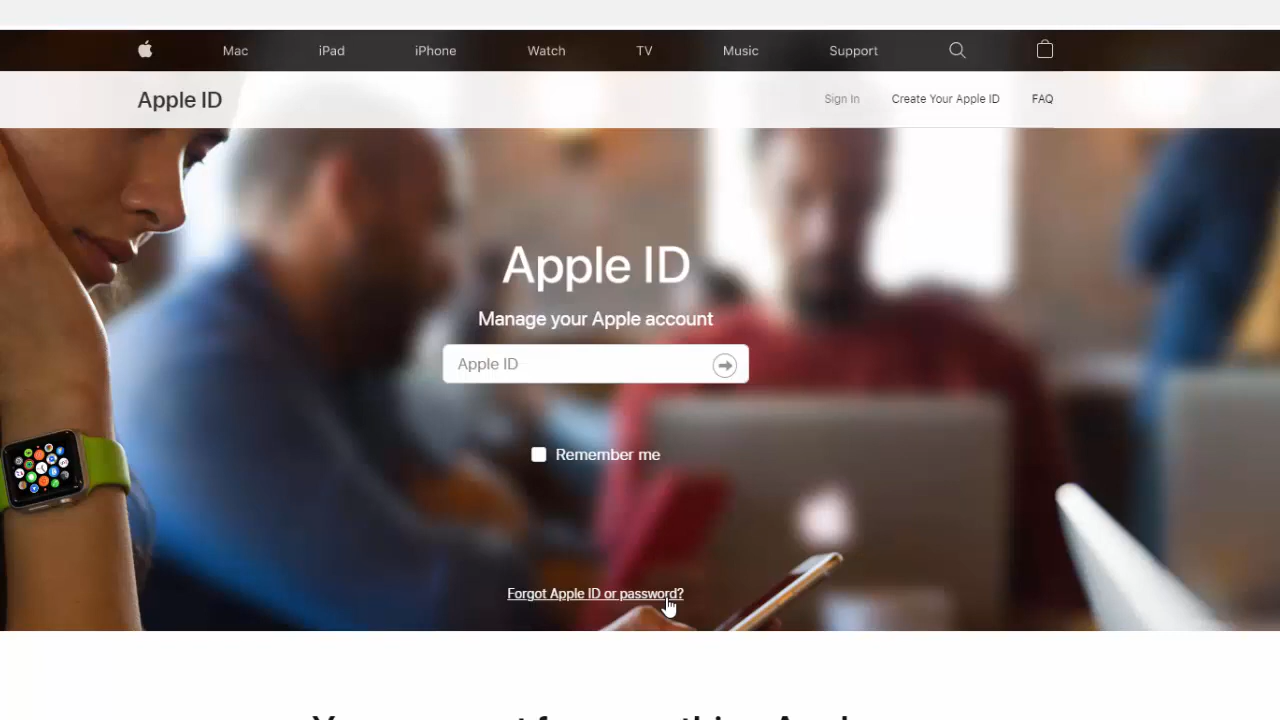 Mac iPad iPhone Watch TV Music Support
Apple ID Sign In Create Your Apple ID FAQ
Apple ID
Manage your Apple account
Apple ID
Remember me
Forgot Apple ID or password?